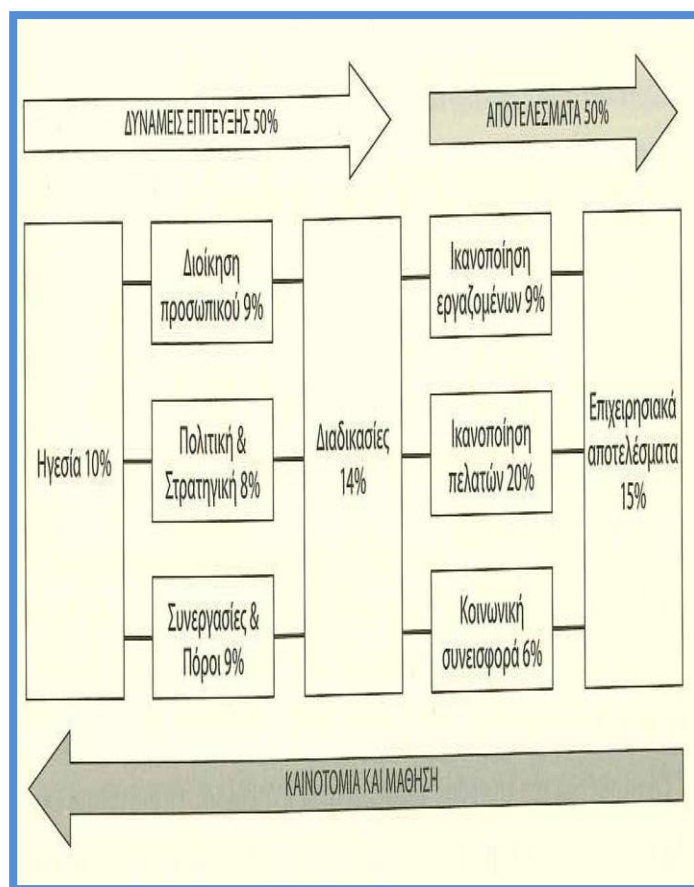 ΔΥΝΑΜΕΙΣ ΕΠΙΤΕΥΞΗΣ 50%
ΑΠΟΤΕΛΕΣΜΑΤΑ 50%
Ηγεσία 10%
Διοίκηση
προσωπικού 9%
Πολιτική &
Στρατηγική 8%
Συνεργασίες &
Πόροι 9%
Διαδικασίες
14%
Ικανοποίηση
εργαζομένων 9%
Ικανοποίηση
πελατών 20%
Κοινωνική
συνεισφορά 6%
Επιχειρησιακά
αποτελέσματα
15%
ΚΑΙΝΟΤΟΜΙΑ ΚΑΙ ΜΑΘΗΣΗ